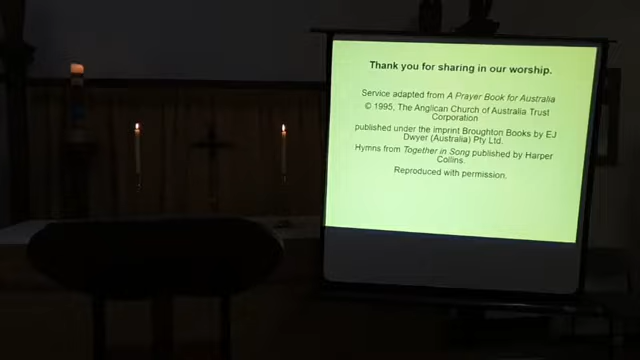 Thank you for sharing in our worship.
Service adapted from A Prayer Book for Australia
© 1995, The Anglican Church of Australia Trust
Corporation
published under the imprint Broughton Books by EJ
Dwyer (Australia) Pty Ltd.
Hymns from Together in Song published by Harper
Collins.
Reproduced with permission.